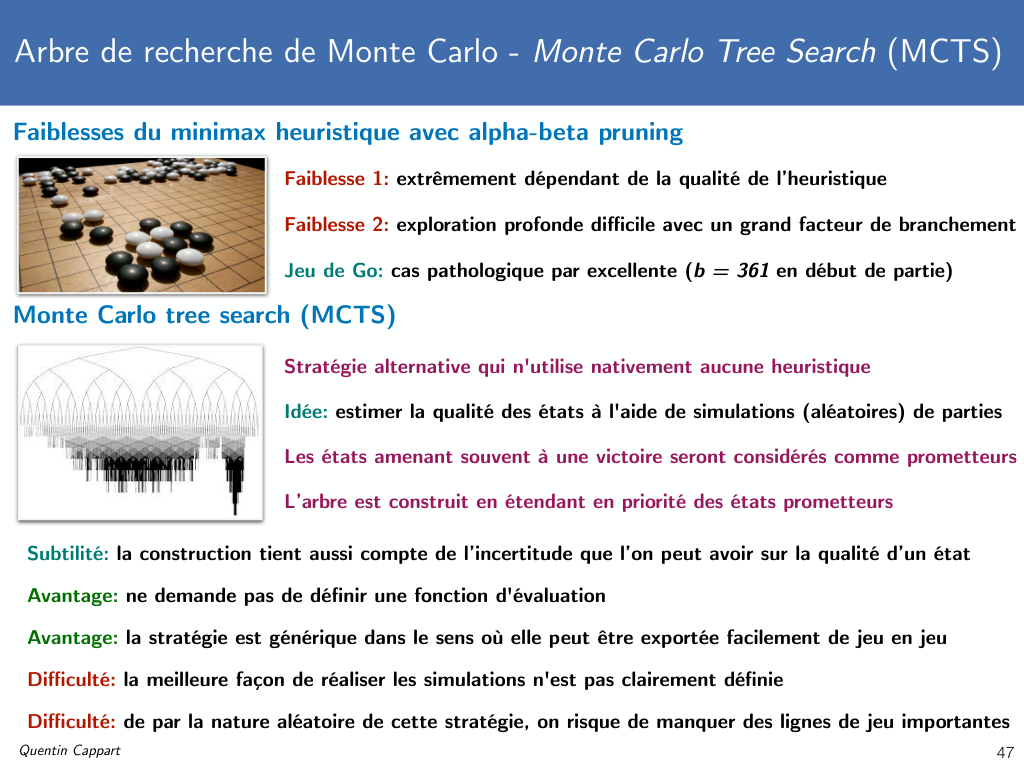 Arbre de recherche de Monte Carlo - Monte Carlo Tree Search (MCTS)
Faiblesses du minimax heuristique avec alpha-beta pruning
Faiblesse 1: extrêmement dépendant de la qualité de l'heuristique
Faiblesse 2: exploration profonde difficile avec un grand facteur de branchement
Jeu de Go: cas pathologique par excellente (b = 361 en début de partie)
Monte Carlo tree search (MCTS)
Stratégie alternative qui n'utilise nativement aucune heuristique
Idée: estimer la qualité des états à l'aide de simulations (aléatoires) de parties
Les états amenant souvent à une victoire seront considérés comme prometteurs
L'arbre est construit en étendant en priorité des états prometteurs
Subtilité: la construction tient aussi compte de l'incertitude que l'on peut avoir sur la qualité d'un état
Avantage: ne demande pas de définir une fonction d'évaluation
Avantage: la stratégie est générique dans le sens où elle peut être exportée facilement de jeu en jeu
Difficulté: la meilleure façon de réaliser les simulations n'est pas clairement définie
Difficulté: de par la nature aléatoire de cette stratégie, on risque de manquer des lignes de jeu importantes
Quentin Cappart
47